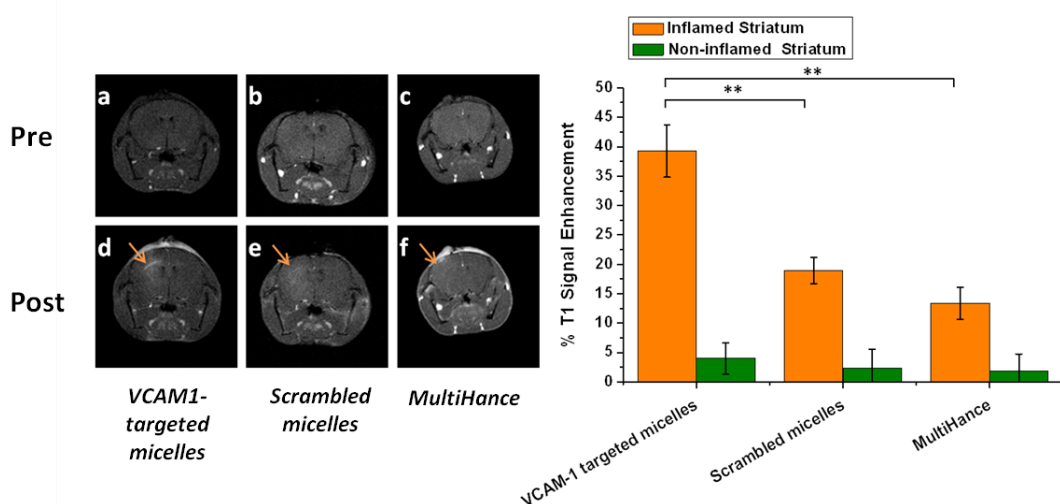 Pre
a
b
c
Post
d
e
f
VCAM1-
targeted
micelles
Scrambled
micelles
MultiHance
Inflamed Striatum
Non-inflamed Striatum
**
**
% T1 Signal Enhancement
50
45
40
35
30
25
20
15
10
5
0
VCAM-1 targeted micelles
Scrambled micelles
MultiHance